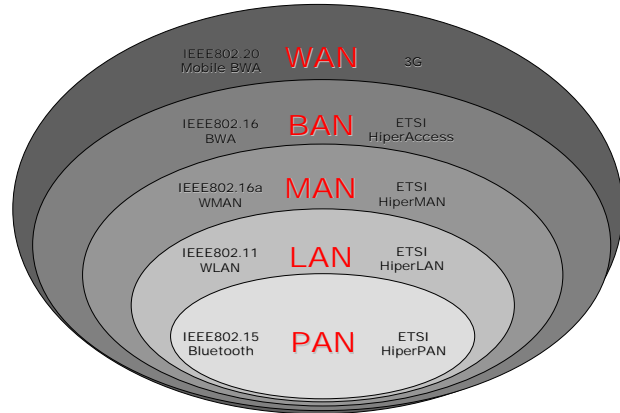 IEEE802.20
Mobile BWA
WAN
3G
IEEE802.16
BWA
BAN
ETSI
HiperAccess
IEEE802.16a
WMAN
MAN
ETSI
HiperMAN
IEEE802.11
WLAN
LAN
ETSI
HiperLAN
IEEE802.15
Bluetooth
PAN
ETSI
HiperPAN